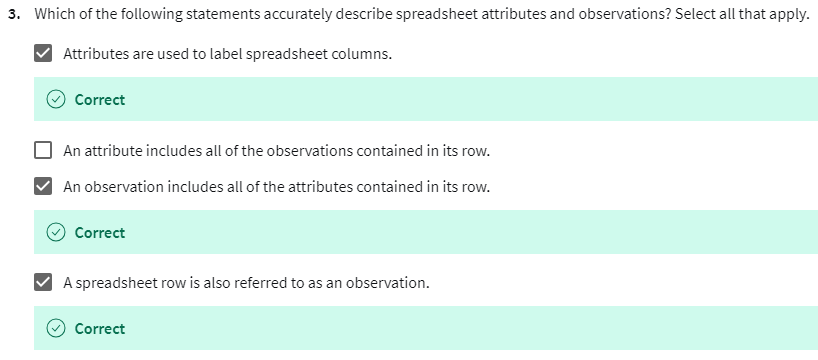 3. Which of the following statements accurately describe spreadsheet attributes and observations? Select all that apply.
Attributes are used to label spreadsheet columns.
Correct
An attribute includes all of the observations contained in its row.
An observation includes all of the attributes contained in its row.
Correct
A spreadsheet row is also referred to as an observation.
Correct